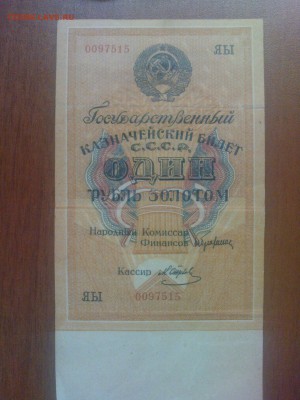 0097515 ЯЫ
Государственный
КАЗНАЧЕЙСКИЙ БИЛЕТ
С.С.С.Р.
ОДИН
РУБЛЬ ЗОЛОТОМ
Народный Комиссар
Финансов
Кассир
ЯЫ 0097515